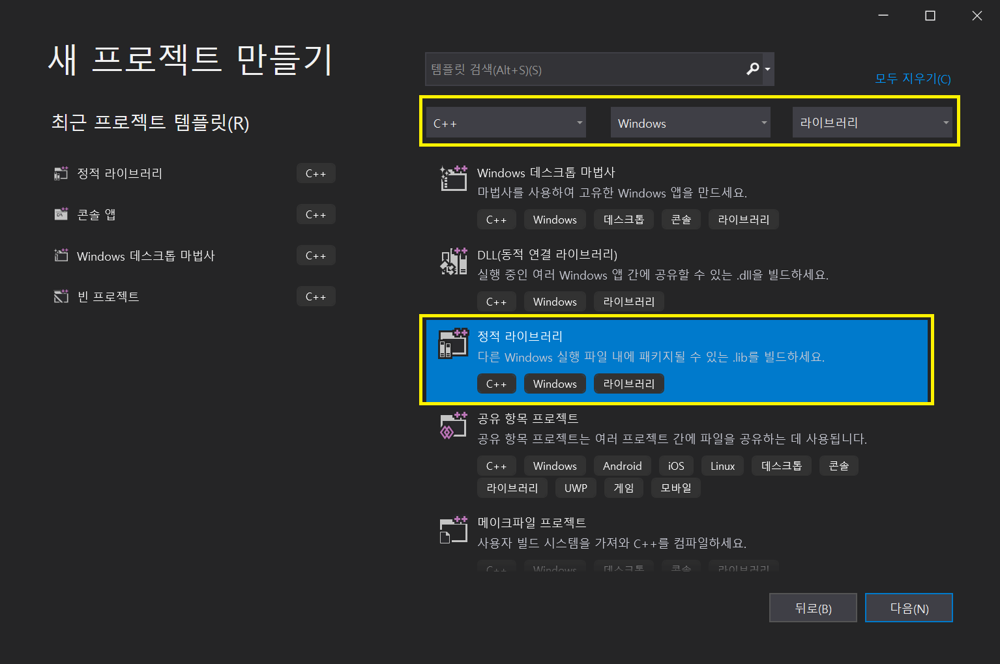 새 프로젝트 만들기
최근 프로젝트 템플릿(R)
정적 라이브러리 C++
콘솔 앱 C++
Windows 데스크톱 마법사 C++
빈 프로젝트 C++
템플릿 검색(Alt+S)(S)
모두 지우기(C)
C++ Windows 라이브러리
Windows 데스크톱 마법사
마법사를 사용하여 고유한 Windows 앱을 만드세요.
C++ Windows 데스크톱 콘솔 라이브러리
DLL(동적 연결 라이브러리)
실행 중인 여러 Windows 앱 간에 공유할 수 있는 .dll을 빌드하세요.
C++ Windows 라이브러리
정적 라이브러리
다른 Windows 실행 파일 내에 패키지될 수 있는 .lib를 빌드하세요.
C++ Windows 라이브러리
공유 항목 프로젝트
공유 항목 프로젝트는 여러 프로젝트 간에 파일을 공유하는 데 사용됩니다.
C++ Windows Android iOS Linux 데스크톱 콘솔
라이브러리 UWP 게임 모바일
메이크파일 프로젝트
사용자 빌드 시스템을 가져와 C++를 컴파일하세요.
C++ Windows 데스크톱 콘솔 라이브러리
뒤로(B) 다음(N)